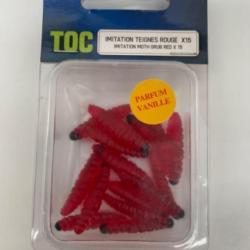 TOC
IMITATION TEIGNES ROUGE X15
IMITATION MOTH GRUB RED X 15
PARFUM
VANILLE